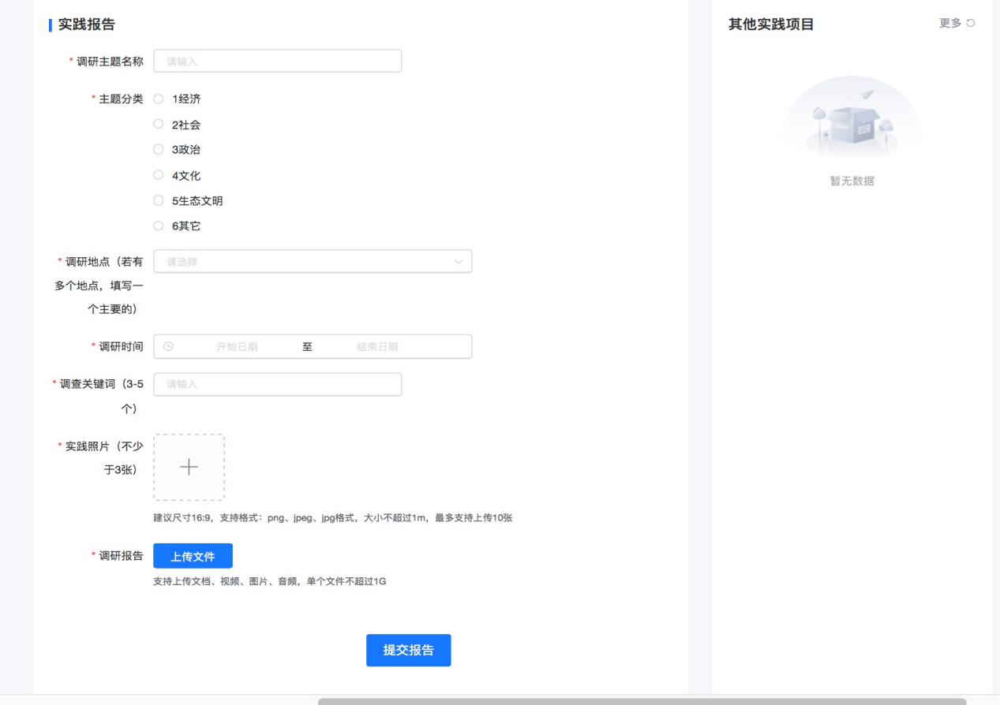 实践报告
* 调研主题名称
请输入
* 主题分类
1经济
2社会
3政治
4文化
5生态文明
6其它
* 调研地点（若有
多个地点，填写一
个主要的）
请选择
* 调研时间
开始日期 至 结束日期
* 调查关键词（3-5
个）
请输入
* 实践照片（不少
于3张）
建议尺寸16:9，支持格式：png、jpeg、jpg格式，大小不超过1m，最多支持上传10张
* 调研报告
上传文件
支持上传文档、视频、图片、音频，单个文件不超过1G
提交报告
其他实践项目
更多
暂无数据